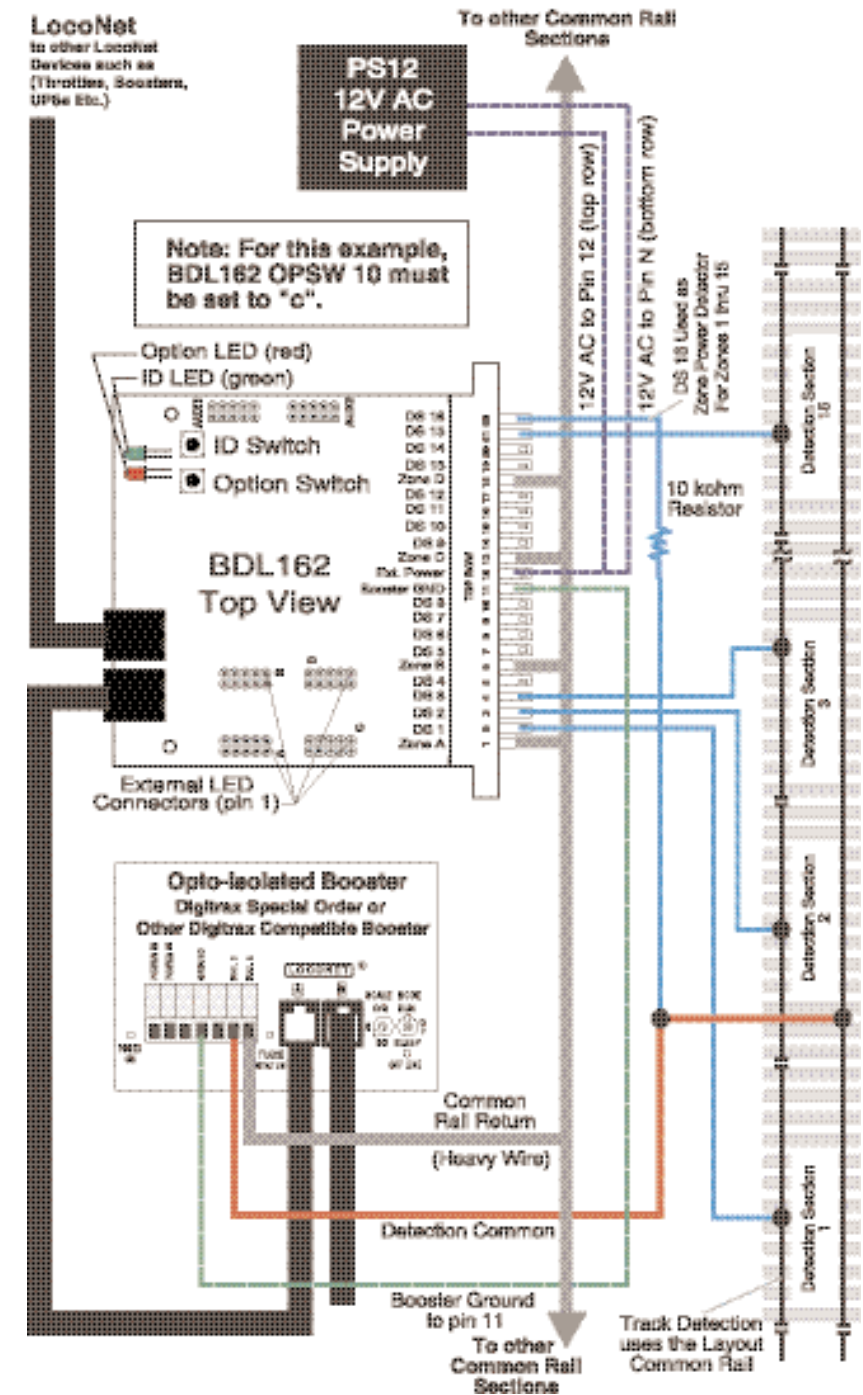 LocoNet
to other LocoNet
Devices such as
(Throttles, Boosters,
UP5s Etc.)
To other Common Rail
Sections
PS12
12V AC
Power
Supply
12V AC to Pin 12 (top row)
12V AC to Pin N (bottom row)
DS 16 Used as
Zone Power Detector
For Zones 1 thru 15
Note: For this example,
BDL162 OPSW 10 must
be set to "c".
Option LED (red)
ID LED (green)
ID Switch
Option Switch
BDL162
Top View
DS 16
DS 13
DS 14
DS 15
Zone D
DS 12
DS 11
DS 10
DS 9
Zone C
Ext. Power
Booster GND
DS 8
DS 7
DS 6
DS 5
Zone B
DS 4
DS 3
DS 2
DS 1
Zone A
TOP ROW
10 kohm
Resistor
Detection Section
15
Detection Section
3
Detection Section
2
Detection Section
1
External LED
Connectors (pin 1)
Opto-isolated Booster
Digitrax Special Order or
Other Digitrax Compatible Booster
LOCONET
A
B
Common
Rail Return
(Heavy Wire)
Detection Common
Booster Ground
to pin 11
To other
Common Rail
Sections
Track Detection
uses the Layout
Common Rail